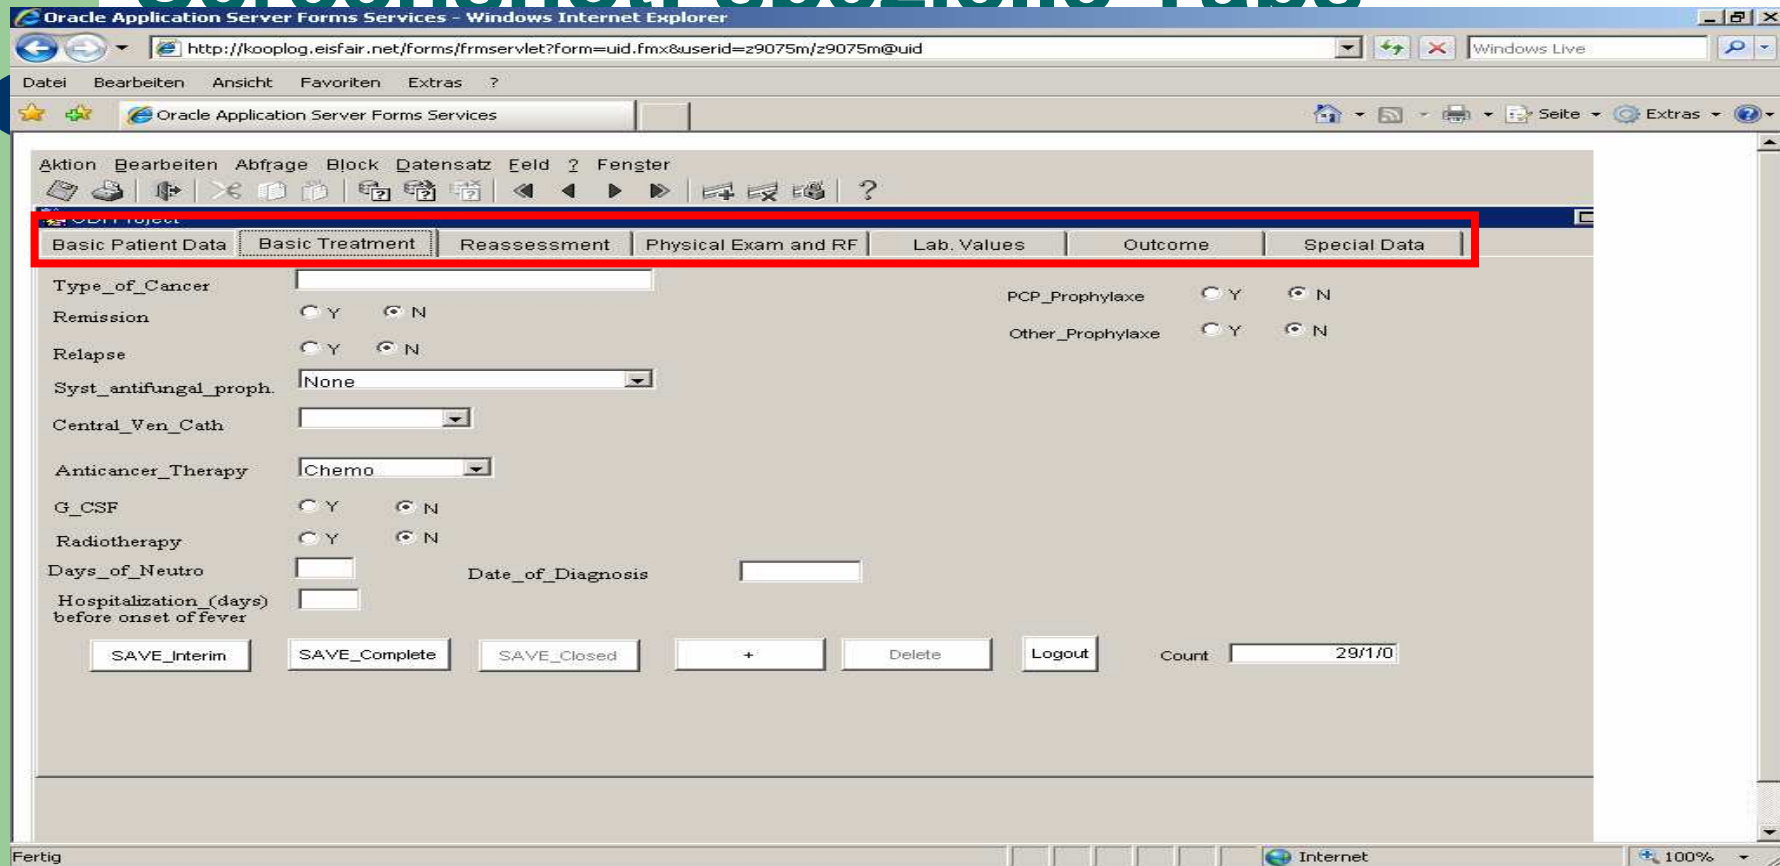 Oracle Application Server Forms Services - Windows Internet Explorer
http://kooplog.eisfair.net/forms/frmservlet?form=uid.fmx&userid=z9075m/z9075m@uid
Windows Live
Datei Bearbeiten Ansicht Favoriten Extras ?
Oracle Application Server Forms Services
Seite Extras
Aktion Bearbeiten Abfrage Block Datensatz Feld ? Fenster
Basic Patient Data Basic Treatment Reassessment Physical Exam and RF Lab. Values Outcome Special Data
Type_of_Cancer
PCP_Prophylaxe Y N
Remission Y N
Other_Prophylaxe Y N
Relapse Y N
Syst_antifungal_proph. None
Central_Ven_Cath
Anticancer_Therapy Chemo
G_CSF Y N
Radiotherapy Y N
Days_of_Neutro Date_of_Diagnosis
Hospitalization_(days)
before onset of fever
SAVE_Interim SAVE_Complete SAVE_Closed + Delete Logout Count 29/1/0
Fertig Internet 100%